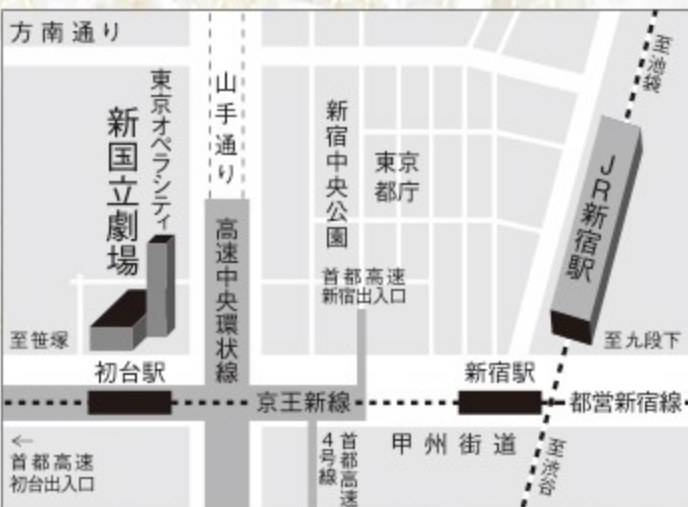 方南通り
至池袋
東京オペラシティ
山手通り
新国立劇場
新宿中央公園
東京
都庁
JR新宿駅
高速中央環状線
首都高速
新宿出入口
至笹塚
至九段下
初台駅
新宿駅
京王新線
都営新宿線
←
首都高速
初台出入口
首都高速
4号線
甲州街道
至渋谷